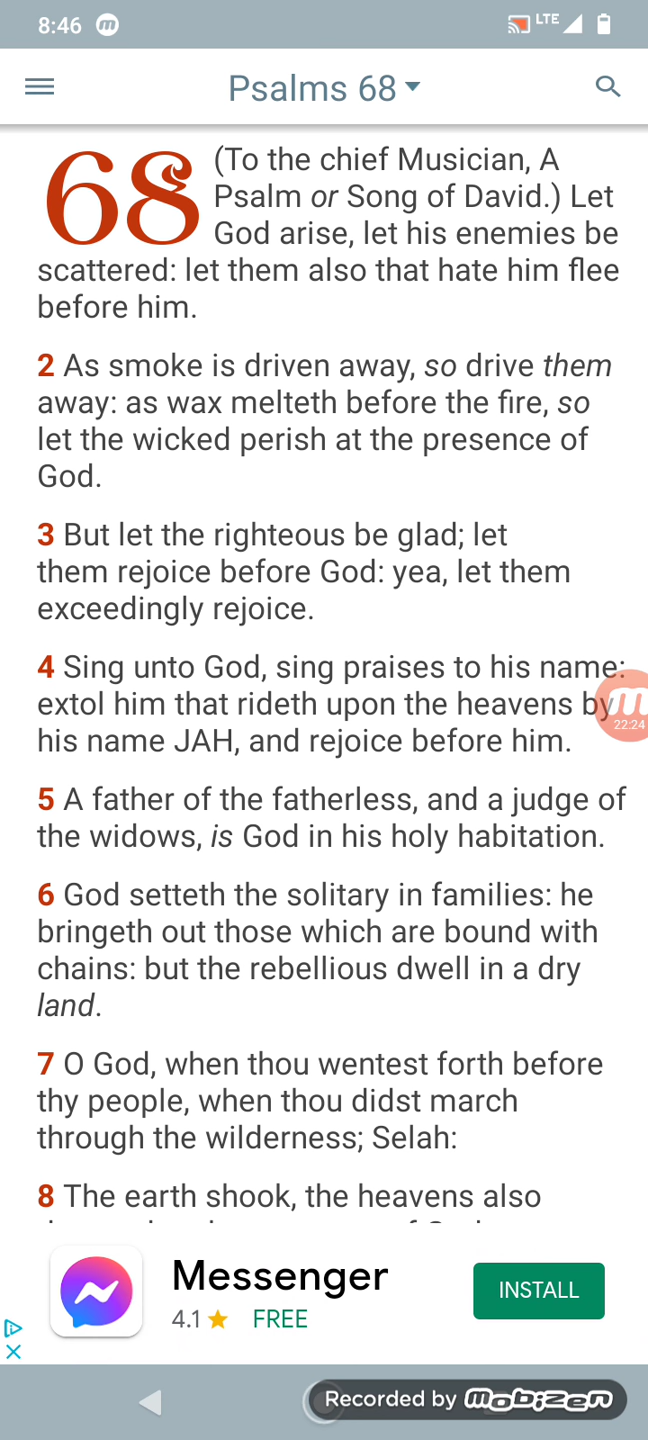 8:46
LTE
Psalms 68
68 (To the chief Musician, A
Psalm or Song of David.) Let
God arise, let his enemies be
scattered: let them also that hate him flee
before him.
2 As smoke is driven away, so drive them
away: as wax melteth before the fire, so
let the wicked perish at the presence of
God.
3 But let the righteous be glad; let
them rejoice before God: yea, let them
exceedingly rejoice.
4 Sing unto God, sing praises to his name:
extol him that rideth upon the heavens by
his name JAH, and rejoice before him.
22:24
5 A father of the fatherless, and a judge of
the widows, is God in his holy habitation.
6 God setteth the solitary in families: he
bringeth out those which are bound with
chains: but the rebellious dwell in a dry
land.
7 O God, when thou wentest forth before
thy people, when thou didst march
through the wilderness; Selah:
8 The earth shook, the heavens also
Messenger
4.1 ★ FREE
INSTALL
Recorded by mobizen